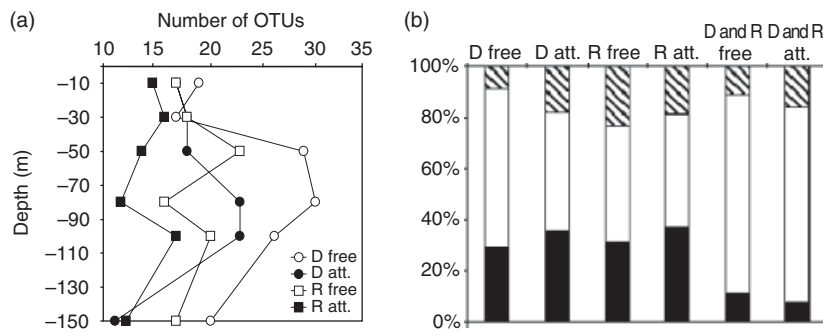 (a)
Number of OTUs
10 15 20 25 30 35
Depth (m)
–10
–30
–50
–70
–90
–110
–130
–150
D free
D att.
R free
R att.
(b)
D free D att. R free R att. D and R free D and R att.
100%
80%
60%
40%
20%
0%